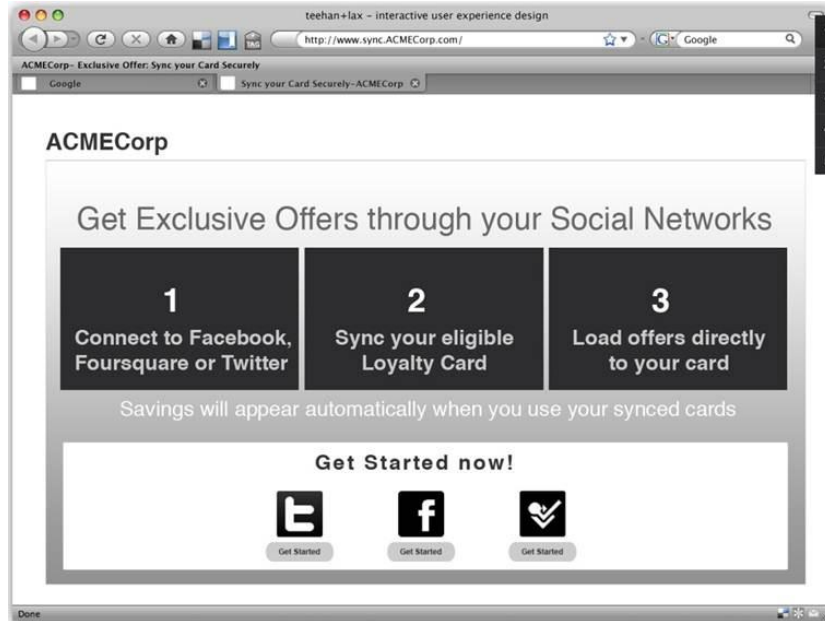 teehan+lax – interactive user experience design
http://www.sync.ACMECorp.com/
Google
ACMECorp– Exclusive Offer: Sync your Card Securely
Google
Sync your Card Securely–ACMECorp
ACMECorp
Get Exclusive Offers through your Social Networks
1
Connect to Facebook,
Foursquare or Twitter
2
Sync your eligible
Loyalty Card
3
Load offers directly
to your card
Savings will appear automatically when you use your synced cards
Get Started now!
Get Started
Get Started
Get Started
Done